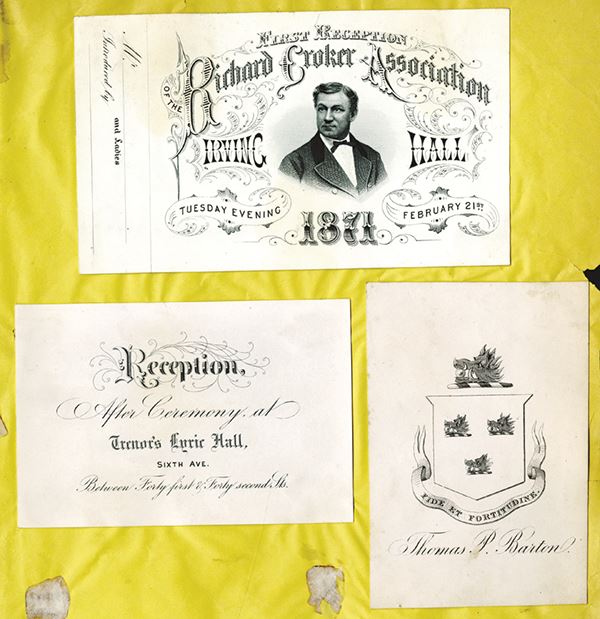 Mr.
and Ladies
Introduced by
FIRST RECEPTION
OF THE
Richard Croker Association
IRVING HALL
TUESDAY EVENING FEBRUARY 21ST
1871
Reception,
After Ceremony, at
Trenor's Lyric Hall,
SIXTH AVE.
Between Forty first & Forty second Sts.
FIDE ET FORTITUDINE.
Thomas P. Barton.